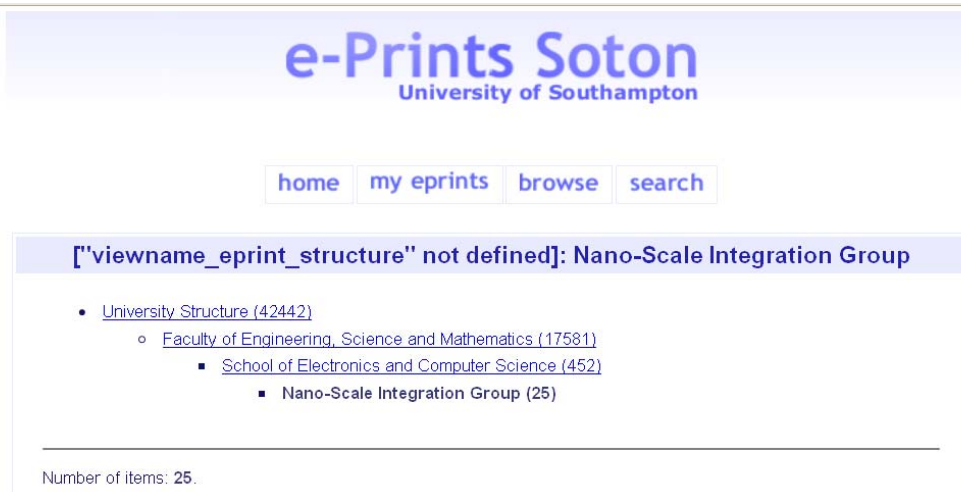 e-Prints Soton
University of Southampton
home my eprints browse search
["viewname_eprint_structure" not defined]: Nano-Scale Integration Group
University Structure (42442)
Faculty of Engineering, Science and Mathematics (17581)
School of Electronics and Computer Science (452)
Nano-Scale Integration Group (25)
Number of items: 25.